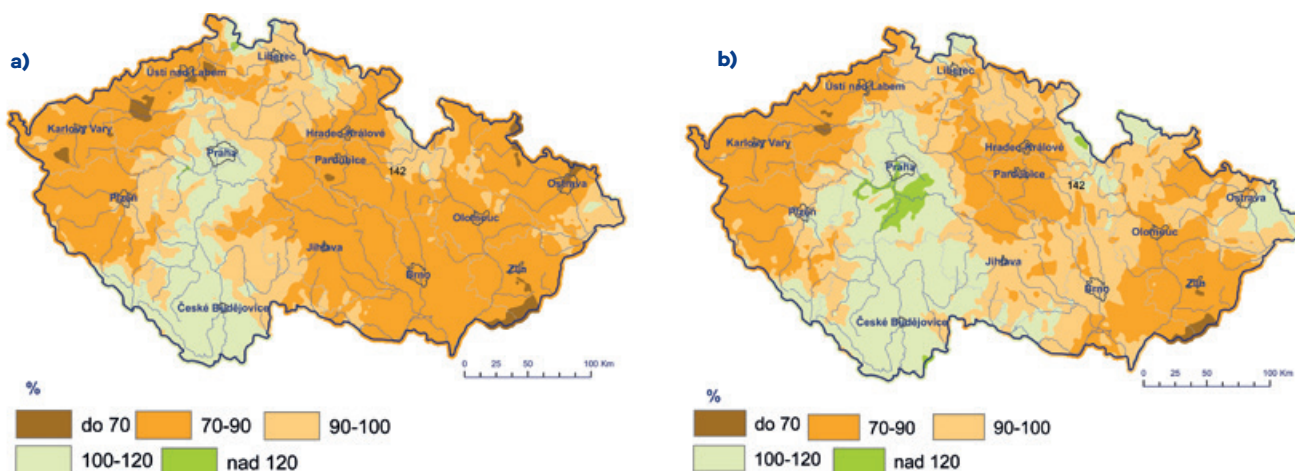 a)
Liberec
Ústí nad Labem
Karlovy Vary
Hradec Králové
Praha
Pardubice
142
Ostrava
Plzeň
Olomouc
Jihlava
Brno
Zlín
České Budějovice
0 25 50 100 Km
%
do 70 70-90 90-100
100-120 nad 120
b)
Liberec
Ústí nad Labem
Karlovy Vary
Hradec Králové
Praha
Pardubice
142
Ostrava
Plzeň
Olomouc
Jihlava
Brno
Zlín
České Budějovice
0 25 50 100 Km
%
do 70 70-90 90-100
100-120 nad 120